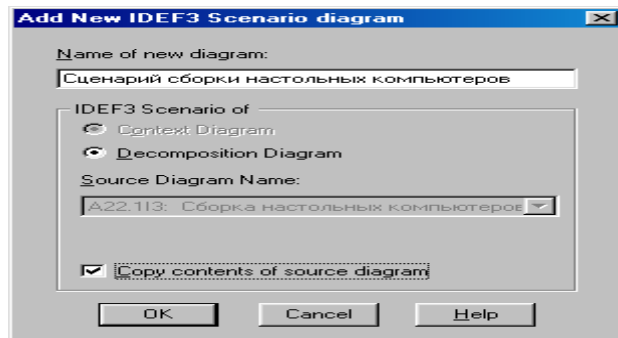 Add New IDEF3 Scenario diagram
Name of new diagram:
Сценарий сборки настольных компьютеров
IDEF3 Scenario of
Context Diagram
Decomposition Diagram
Source Diagram Name:
A22.1I3: Сборка настольных компьютеров
Copy contents of source diagram
OK Cancel Help